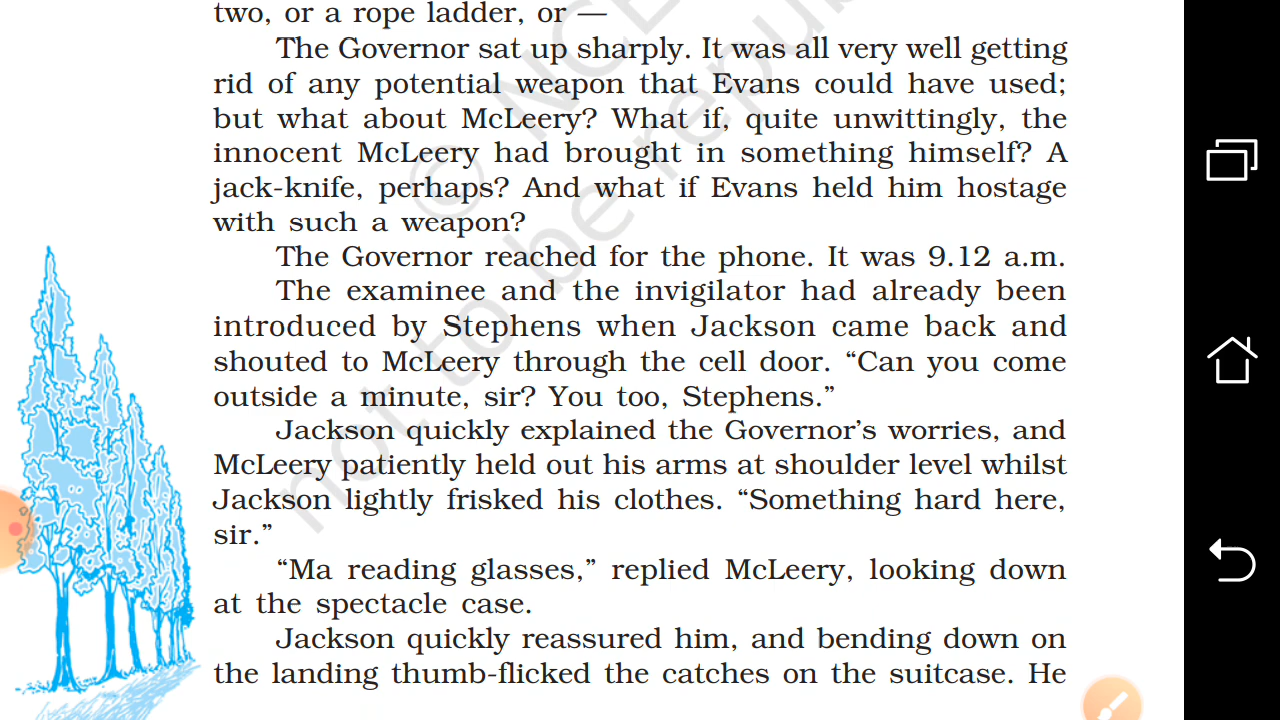 two, or a rope ladder, or —
The Governor sat up sharply. It was all very well getting
rid of any potential weapon that Evans could have used;
but what about McLeery? What if, quite unwittingly, the
innocent McLeery had brought in something himself? A
jack-knife, perhaps? And what if Evans held him hostage
with such a weapon?
The Governor reached for the phone. It was 9.12 a.m.
The examinee and the invigilator had already been
introduced by Stephens when Jackson came back and
shouted to McLeery through the cell door. “Can you come
outside a minute, sir? You too, Stephens.”
Jackson quickly explained the Governor’s worries, and
McLeery patiently held out his arms at shoulder level whilst
Jackson lightly frisked his clothes. “Something hard here,
sir.”
“Ma reading glasses,” replied McLeery, looking down
at the spectacle case.
Jackson quickly reassured him, and bending down on
the landing thumb-flicked the catches on the suitcase. He
© NCE
not to be repub